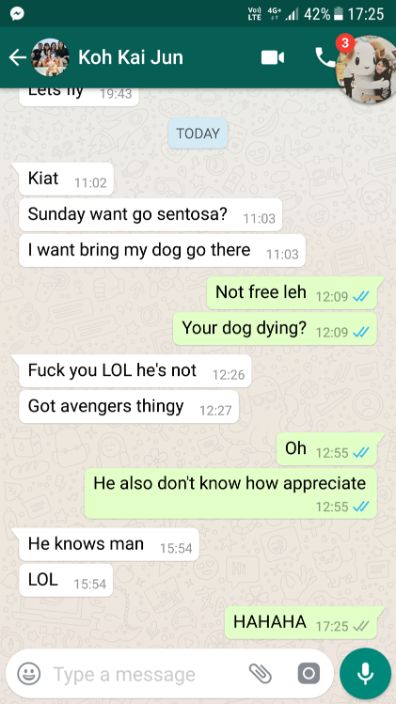 Vo))
LTE 4G+ 42% 17:25
Koh Kai Jun
3
Lets fly 19:43
TODAY
Kiat 11:02
Sunday want go sentosa? 11:03
I want bring my dog go there 11:03
Not free leh 12:09
Your dog dying? 12:09
Fuck you LOL he's not 12:26
Got avengers thingy 12:27
Oh 12:55
He also don't know how appreciate
12:55
He knows man 15:54
LOL 15:54
HAHAHA 17:25
Type a message